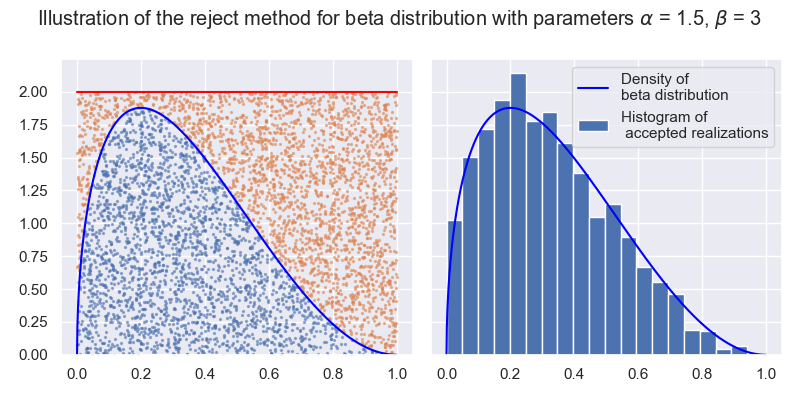 Illustration of the reject method for beta distribution with parameters α = 1.5, β = 3
2.00
1.75
1.50
1.25
1.00
0.75
0.50
0.25
0.00
0.0 0.2 0.4 0.6 0.8 1.0
Density of
beta distribution
Histogram of
accepted realizations
0.0 0.2 0.4 0.6 0.8 1.0